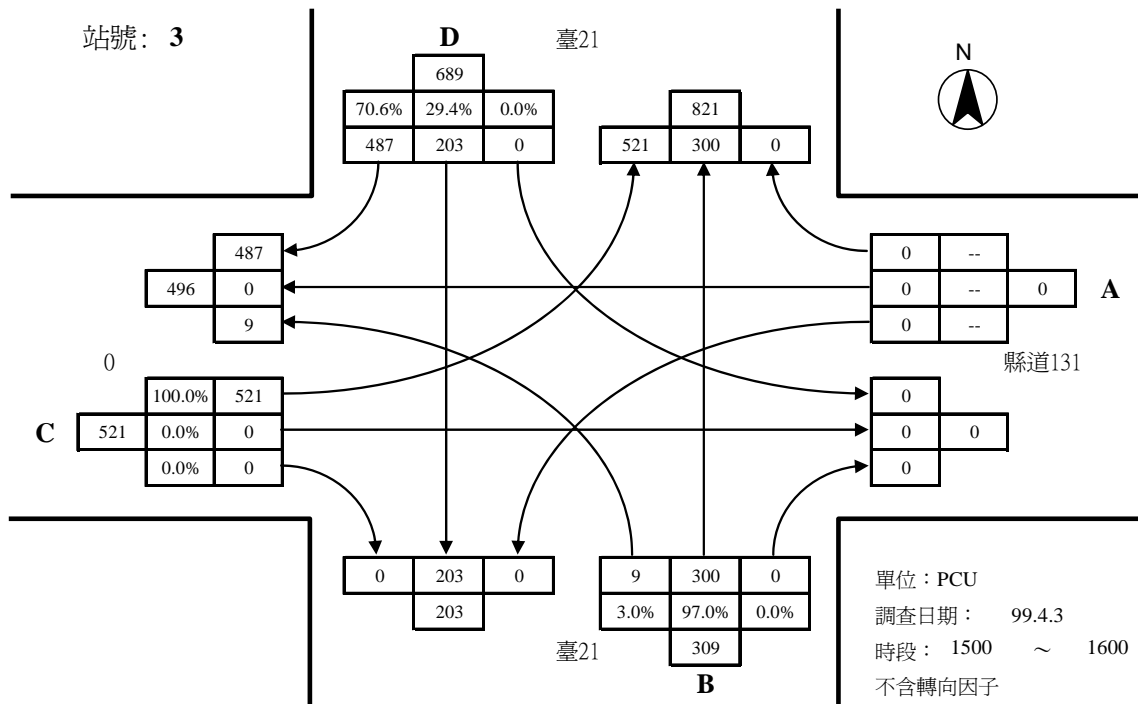 站號: 3
D
臺21
N
689
70.6% 29.4% 0.0%
487 203 0
821
521 300 0
487
496 0
9
0 --
0 -- 0
0 --
A
0
縣道131
100.0% 521
C
521 0.0% 0
0.0% 0
0
0 0
0
0 203 0
203
9 300 0
3.0% 97.0% 0.0%
309
臺21
B
單位：PCU
調查日期： 99.4.3
時段： 1500 ～ 1600
不含轉向因子